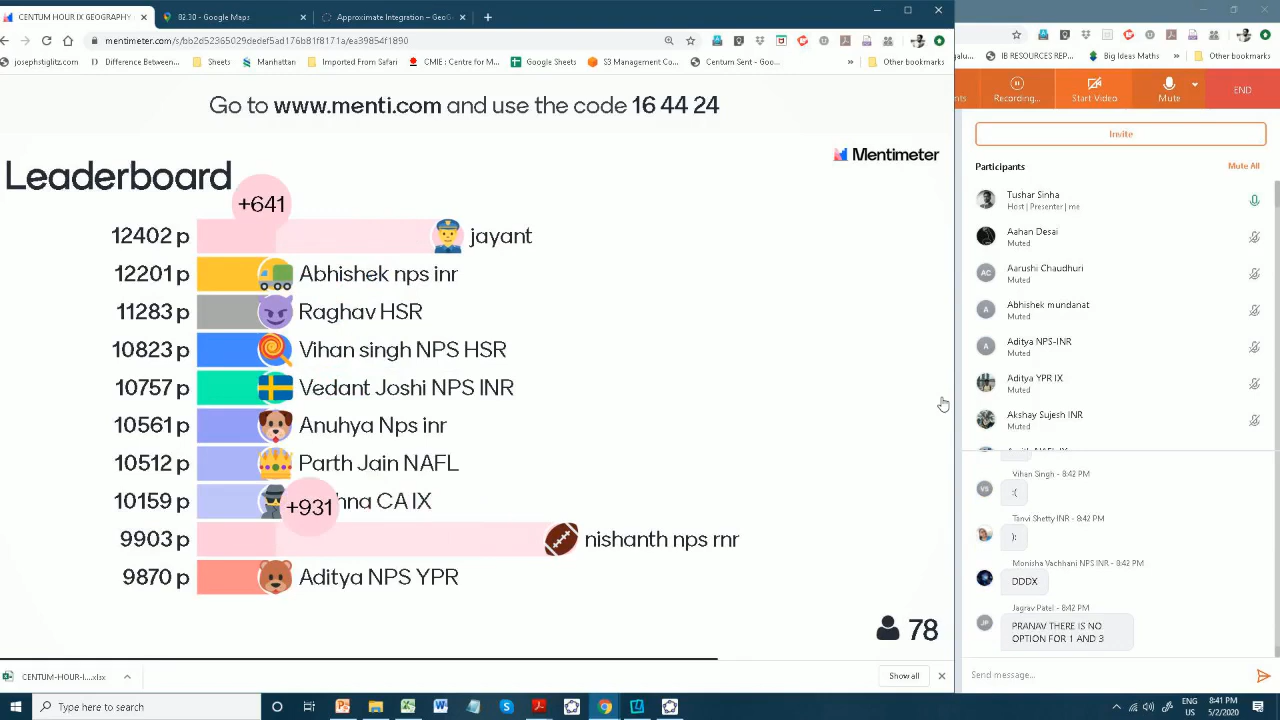 CENTUM HOUR IX GEOGRAPHY
82.30 - Google Maps
Approximate Integration – GeoG
mentimeter.com/s/bb2d52365029dedef5ad176b81f8171a/ea39854f1890
josephstiglitz.com
Difference Between...
Sheets
Manhattan
Imported From Safari
CMIE : Centre for M...
Google Sheets
S3 Management Co...
Centum Sent - Goo...
»
Other bookmarks
IB RESOURCES REP...
Big Ideas Maths
»
Other bookmarks
Go to www.menti.com and use the code 16 44 24
Mentimeter
Leaderboard
+641
12402 p jayant
12201 p Abhishek nps inr
11283 p Raghav HSR
10823 p Vihan singh NPS HSR
10757 p Vedant Joshi NPS INR
10561 p Anuhya Nps inr
10512 p Parth Jain NAFL
10159 p CA IX
+931
9903 p nishanth nps rnr
9870 p Aditya NPS YPR
78
Recording...
Start Video
Mute
END
Invite
Participants
Mute All
Tushar Sinha
Host | Presenter | me
Aahan Desai
Muted
AC
Aarushi Chaudhuri
Muted
A
Abhishek mundanat
Muted
A
Aditya NPS-INR
Muted
Aditya YPR IX
Muted
Akshay Sujesh INR
Muted
Vihan Singh - 8:42 PM
VS
:(
Tanvi Shetty INR - 8:42 PM
):
Monisha Vachhani NPS INR - 8:42 PM
DDDX
Jagrav Patel - 8:42 PM
JP
PRANAV THERE IS NO
OPTION FOR 1 AND 3
Send message...
CENTUM-HOUR-I....xlsx
Show all
Type here to search
ENG
US
8:41 PM
5/2/2020